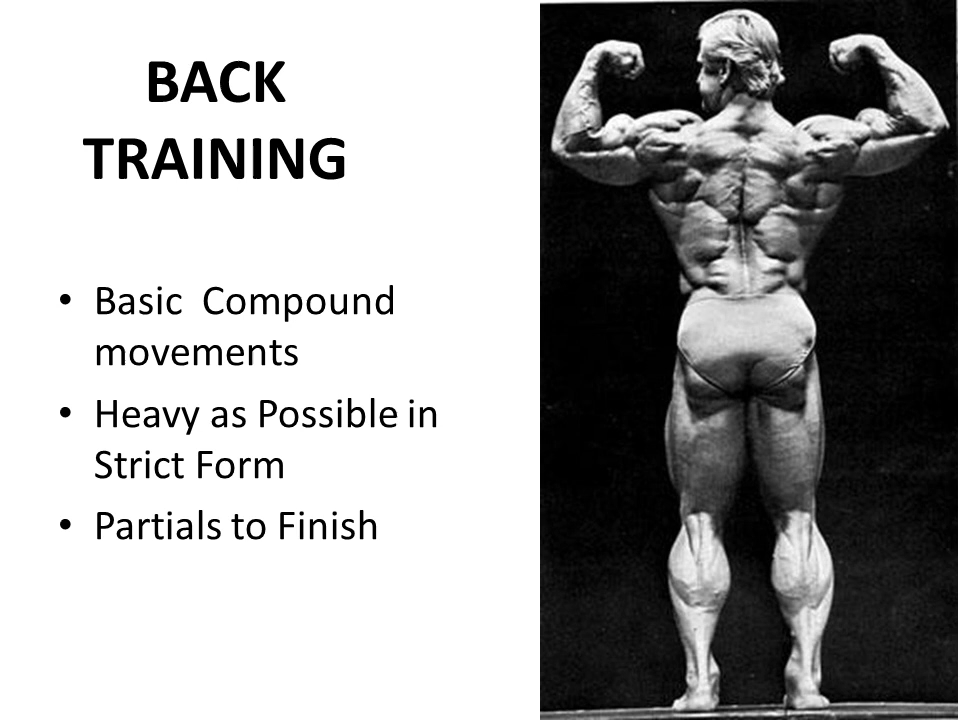 BACK
TRAINING
• Basic  Compound
movements
• Heavy as Possible in
Strict Form
• Partials to Finish